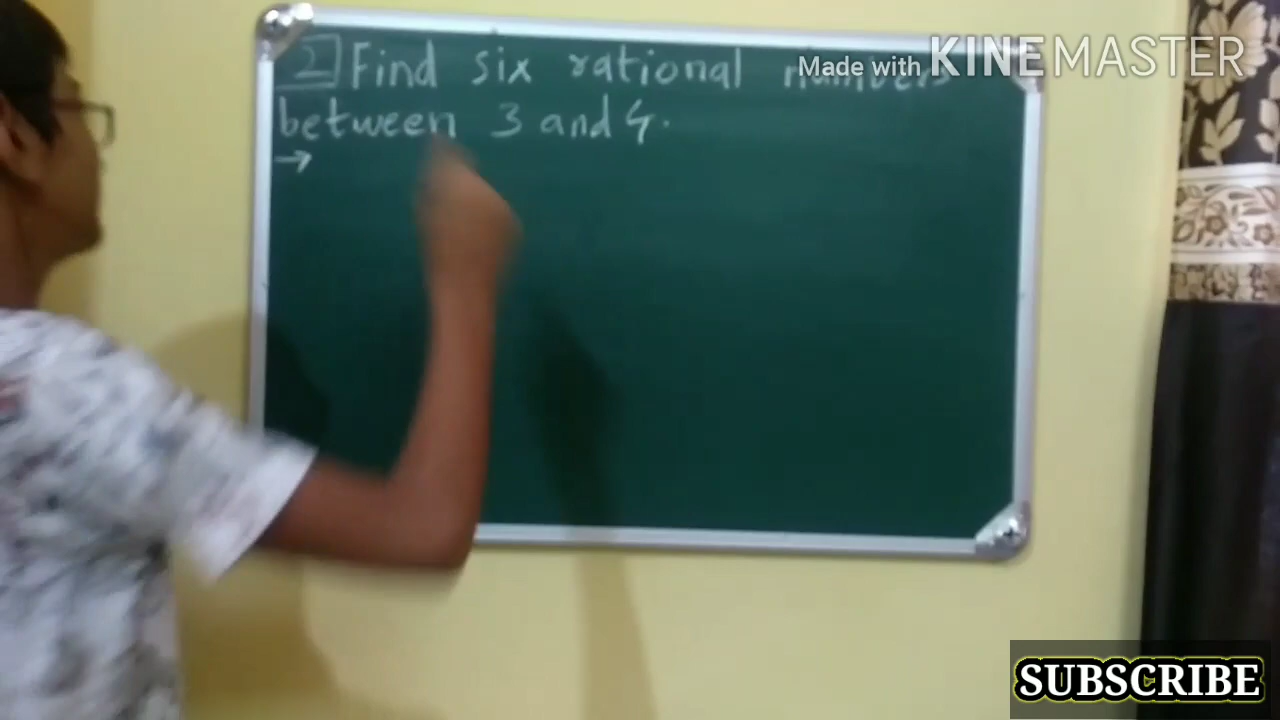 2 Find six rational numbers
between 3 and 4.
→
Made with KINEMASTER
SUBSCRIBE